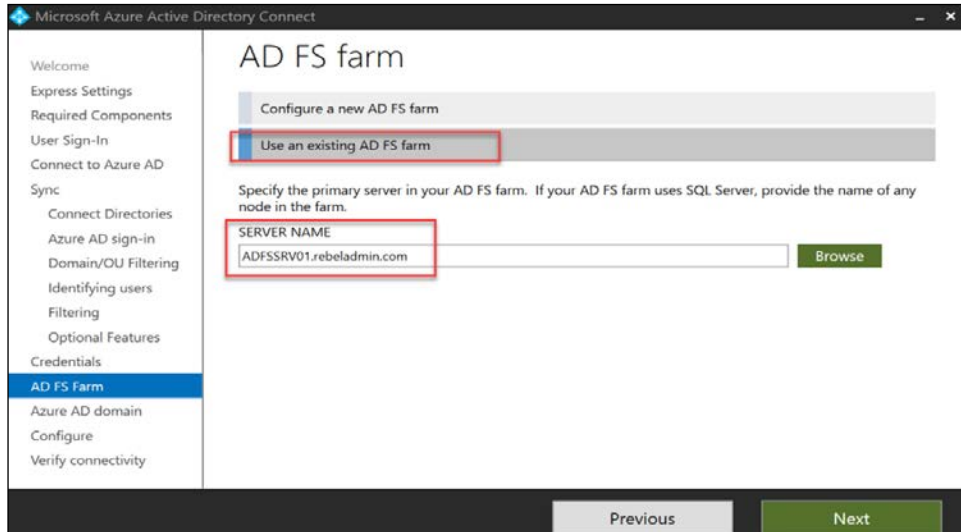 Microsoft Azure Active Directory Connect
Welcome
Express Settings
Required Components
User Sign-In
Connect to Azure AD
Sync
Connect Directories
Azure AD sign-in
Domain/OU Filtering
Identifying users
Filtering
Optional Features
Credentials
AD FS Farm
Azure AD domain
Configure
Verify connectivity
AD FS farm
Configure a new AD FS farm
Use an existing AD FS farm
Specify the primary server in your AD FS farm. If your AD FS farm uses SQL Server, provide the name of any
node in the farm.
SERVER NAME
ADFSSRV01.rebeladmin.com
Browse
Previous
Next